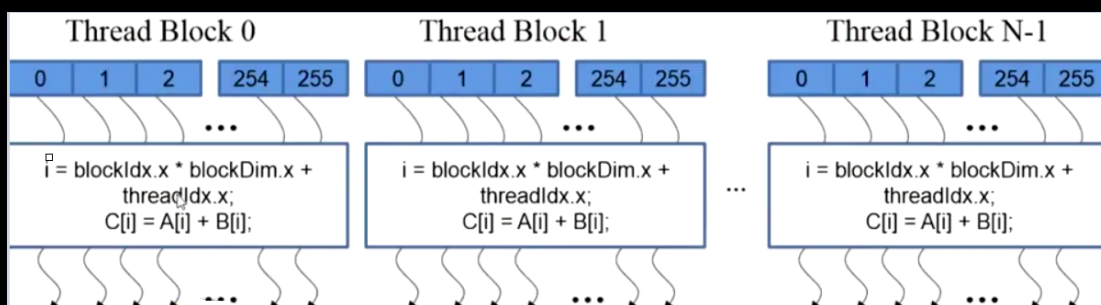 Thread Block 0
Thread Block 1
Thread Block N-1
0 1 2 254 255
0 1 2 254 255
0 1 2 254 255
...
...
...
i = blockIdx.x * blockDim.x +
threadIdx.x;
C[i] = A[i] + B[i];
i = blockIdx.x * blockDim.x +
threadIdx.x;
C[i] = A[i] + B[i];
...
i = blockIdx.x * blockDim.x +
threadIdx.x;
C[i] = A[i] + B[i];
...
...
...